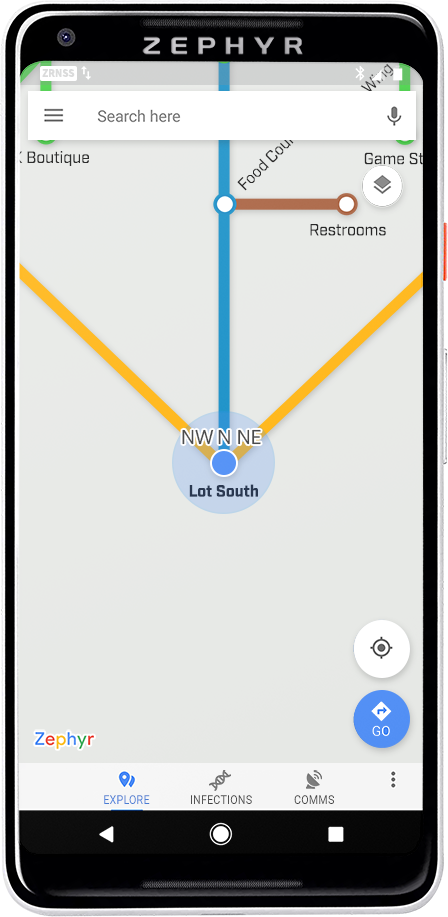 ZEPHYR
ZRNSS
Wing
Search here
Boutique
Game St
Food Cou
Restrooms
NW N NE
Lot South
Zephyr
GO
EXPLORE
INFECTIONS
COMMS